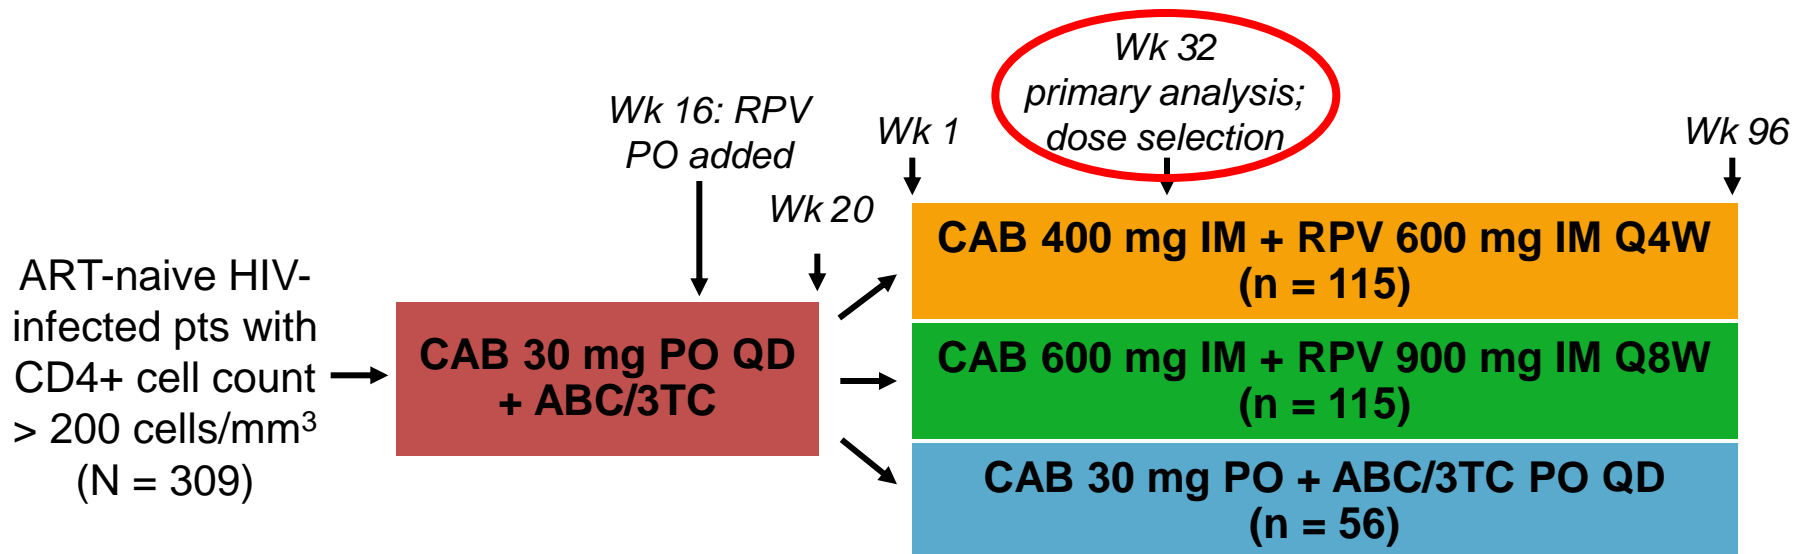 ART-naive HIV-
infected pts with
CD4+ cell count
> 200 cells/mm³
(N = 309)
Wk 16: RPV
PO added
Wk 20
CAB 30 mg PO QD
+ ABC/3TC
Wk 1
Wk 32
primary analysis;
dose selection
Wk 96
CAB 400 mg IM + RPV 600 mg IM Q4W
(n = 115)
CAB 600 mg IM + RPV 900 mg IM Q8W
(n = 115)
CAB 30 mg PO + ABC/3TC PO QD
(n = 56)